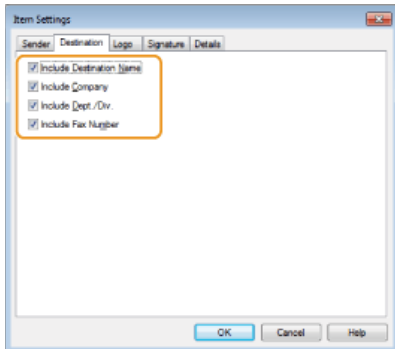 Item Settings
Sender Destination Logo Signature Details
Include Destination Name
Include Company
Include Dept./Div.
Include Fax Number
OK Cancel Help